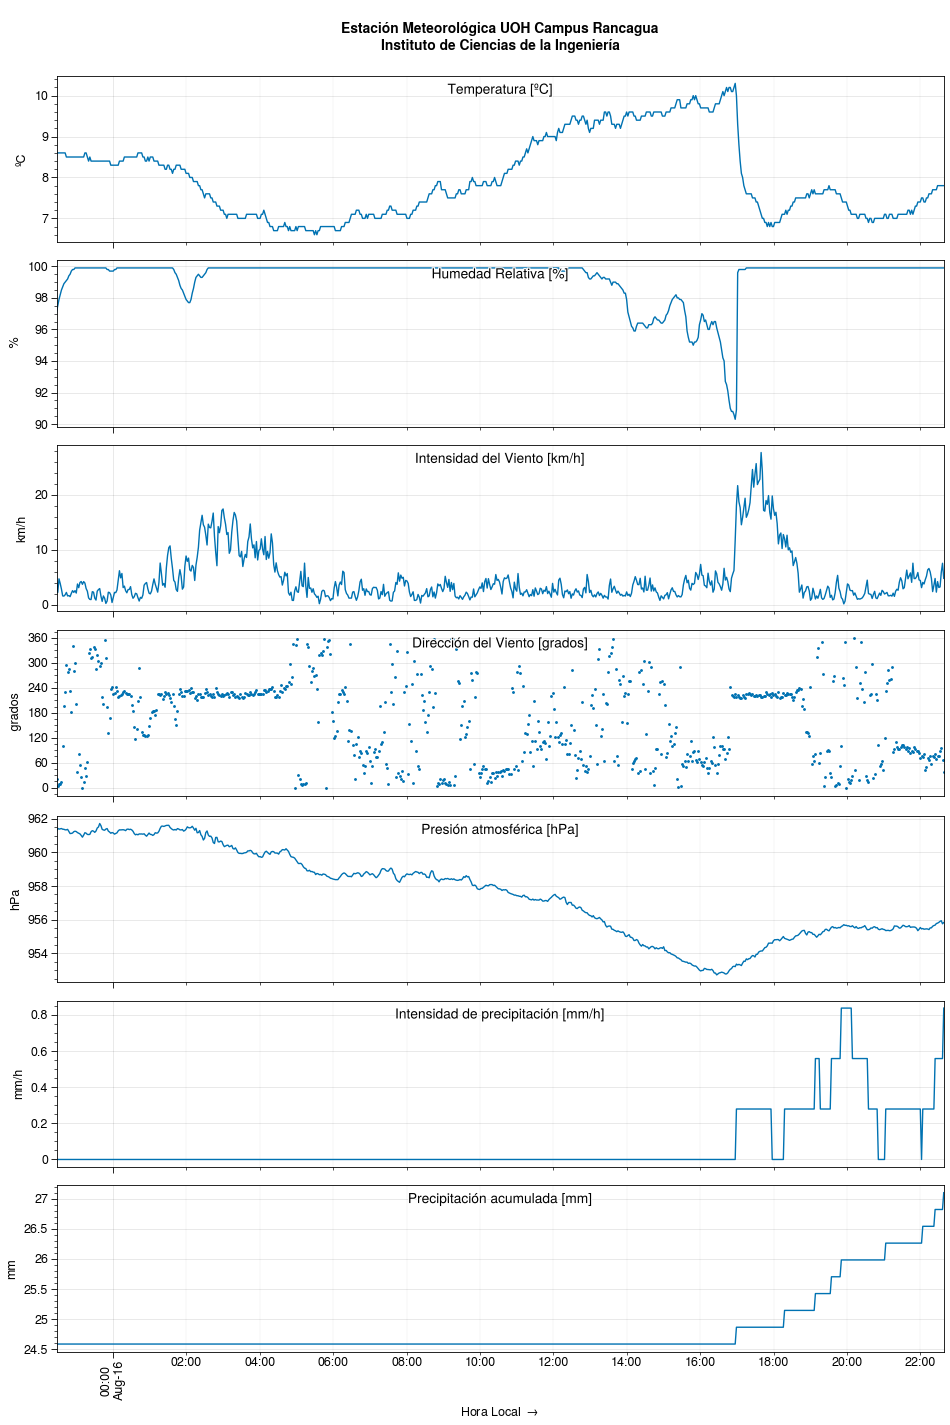 Estación Meteorológica UOH Campus Rancagua
Instituto de Ciencias de la Ingeniería
Temperatura [ºC]
ºC
10
9
8
7
Humedad Relativa [%]
%
100
98
96
94
92
90
Intensidad del Viento [km/h]
km/h
20
10
0
Dirección del Viento [grados]
grados
360
300
240
180
120
60
0
Presión atmosférica [hPa]
hPa
962
960
958
956
954
Intensidad de precipitación [mm/h]
mm/h
0.8
0.6
0.4
0.2
0
Precipitación acumulada [mm]
mm
27
26.5
26
25.5
25
24.5
00:00
Aug-16
02:00 04:00 06:00 08:00 10:00 12:00 14:00 16:00 18:00 20:00 22:00
Hora Local →